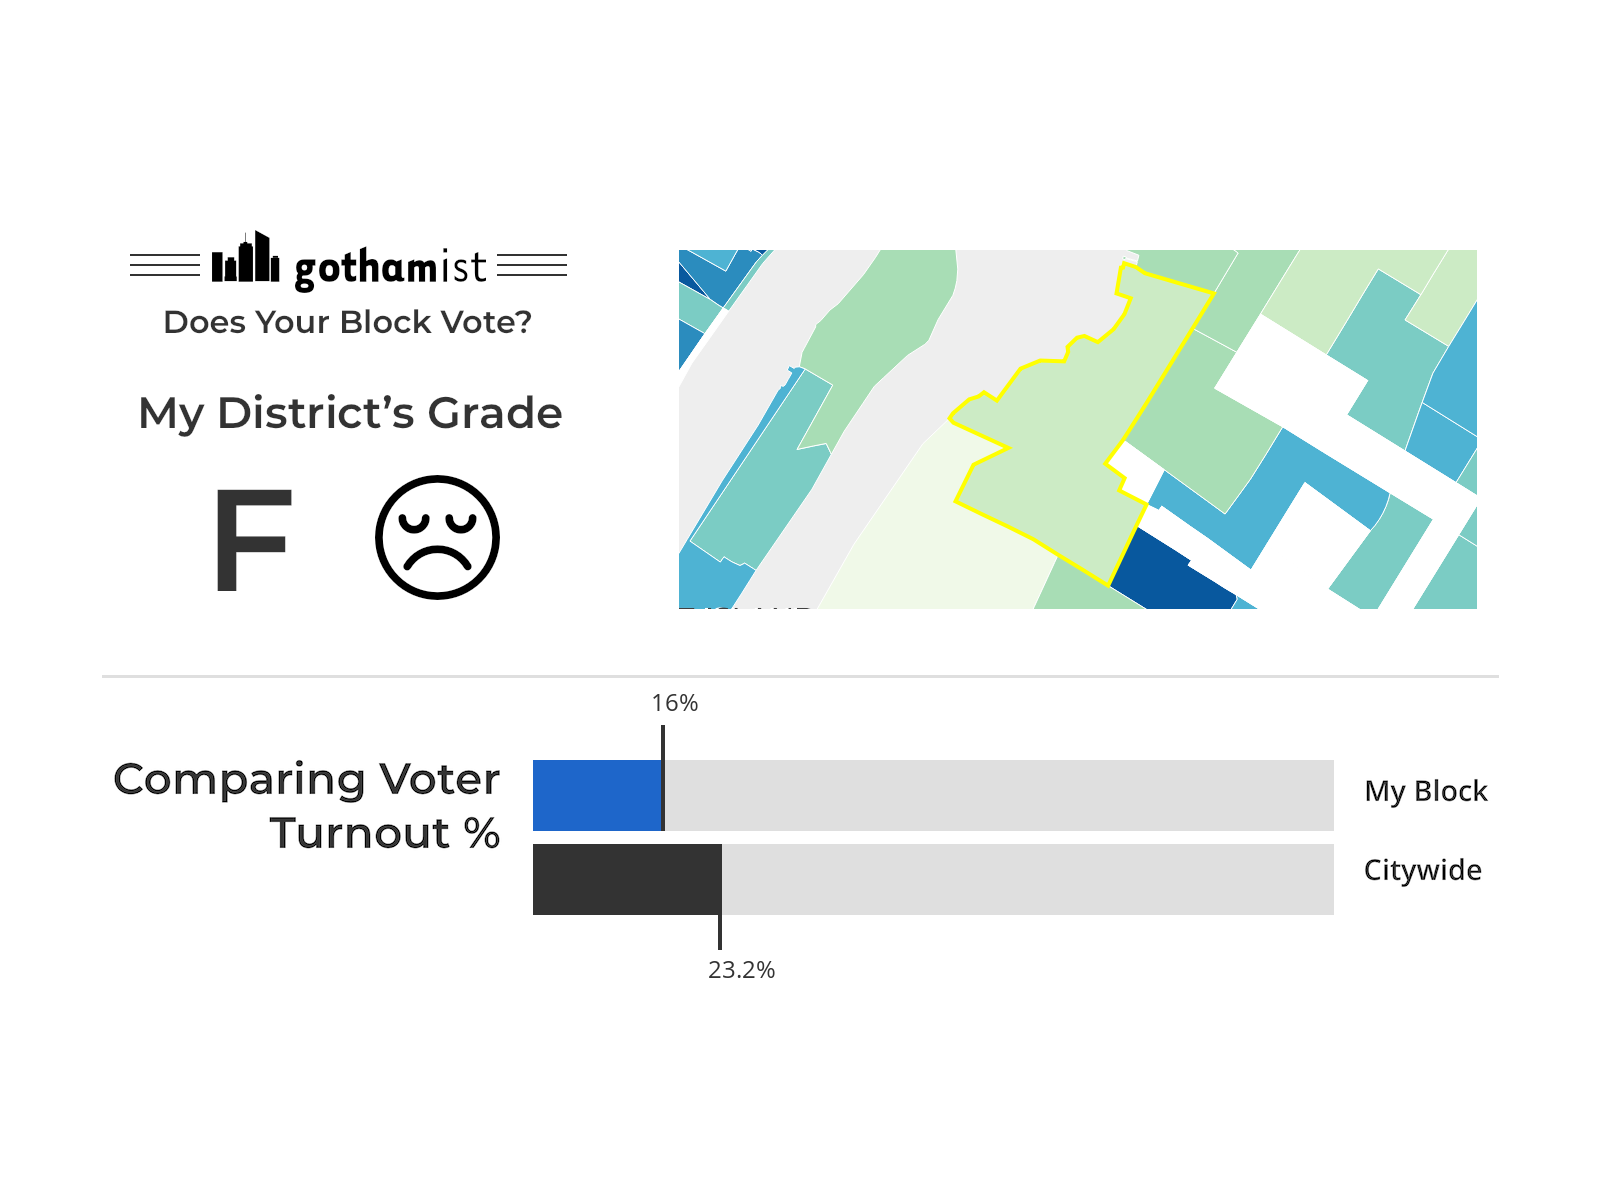 gothamist
Does Your Block Vote?
My District's Grade
F
16%
Comparing Voter
Turnout %
My Block
Citywide
23.2%